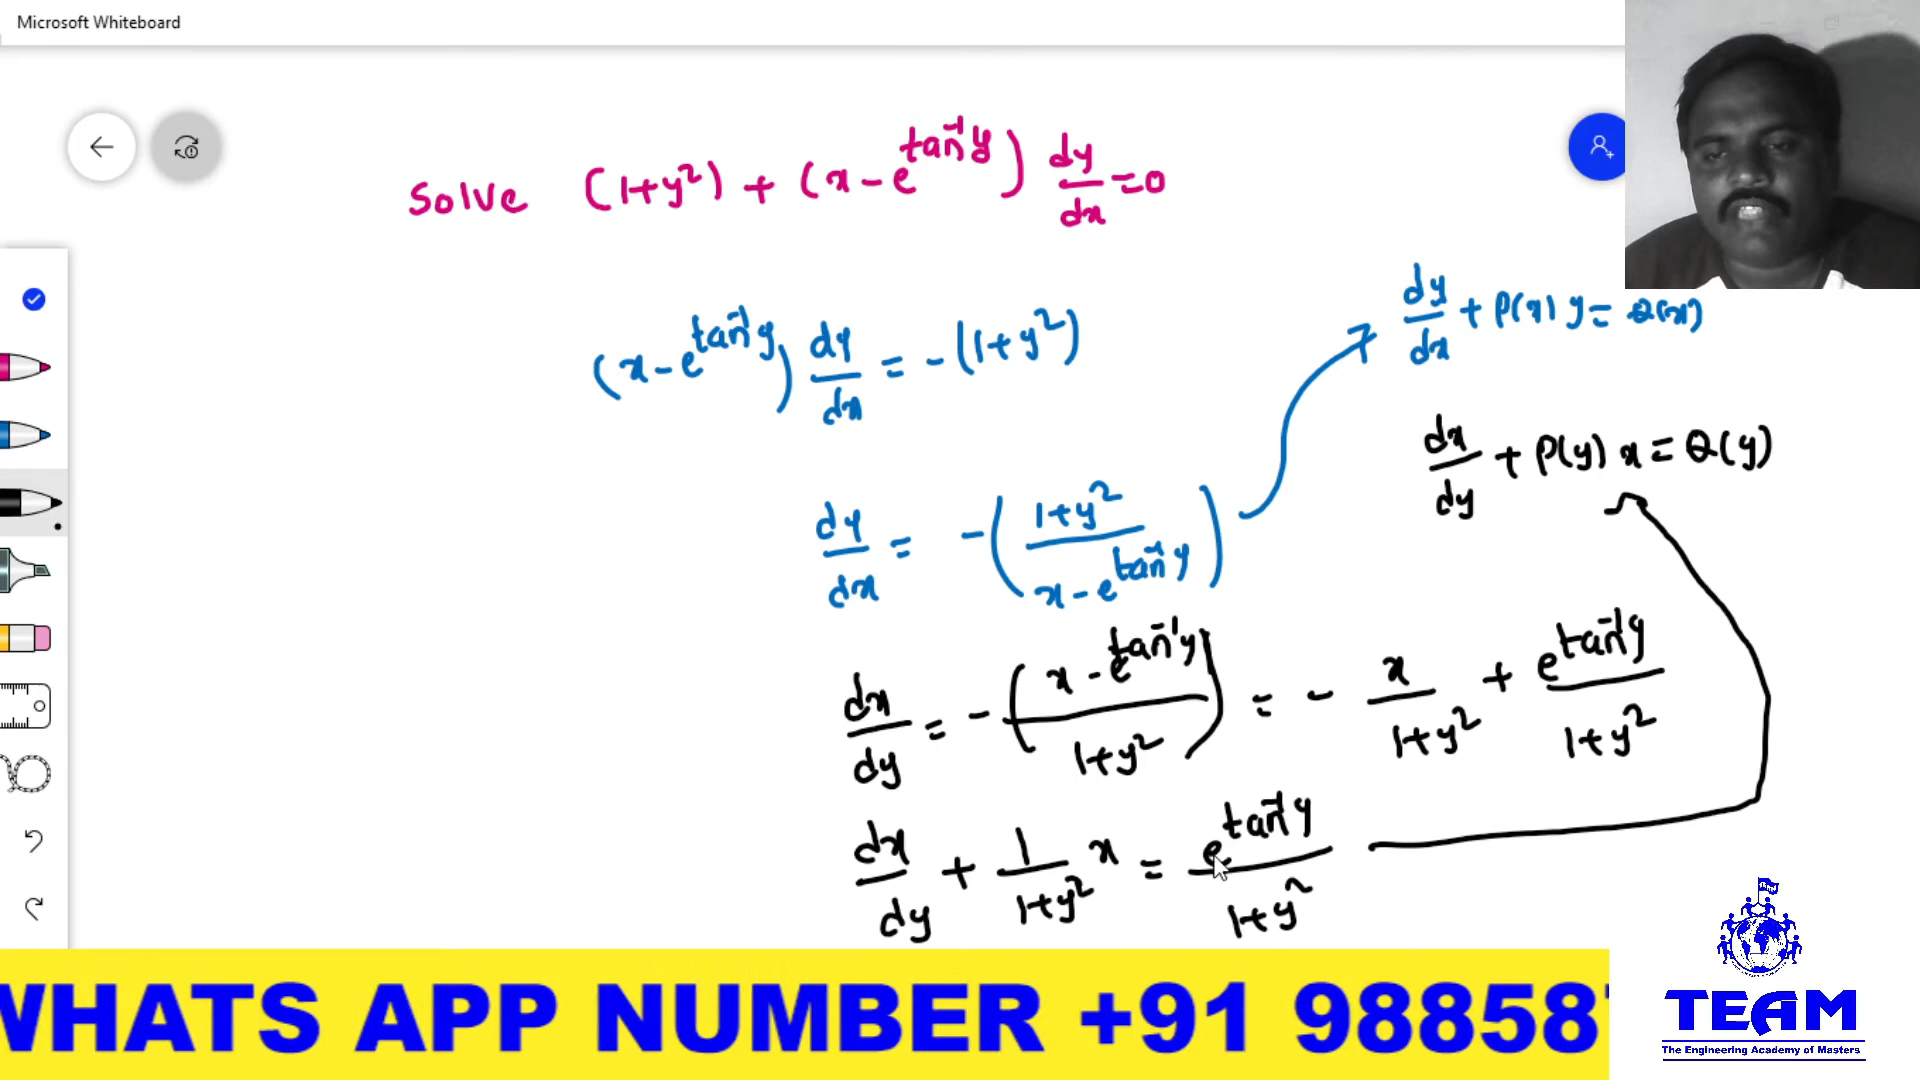 Microsoft Whiteboard
Solve (1+y²) + (x - e^(tan⁻¹y)) dy/dx = 0
(x - e^(tan⁻¹y)) dy/dx = -(1+y²)
dy/dx + P(x) y = Q(x)
dx/dy + P(y) x = Q(y)
dy/dx = -((1+y²)/(x - e^(tan⁻¹y)))
dx/dy = -((x - e^(tan⁻¹y))/(1+y²)) = - x/(1+y²) + e^(tan⁻¹y)/(1+y²)
dx/dy + 1/(1+y²) x = e^(tan⁻¹y)/(1+y²)
WHATS APP NUMBER +91 98858
TEAM
The Engineering Academy of Masters